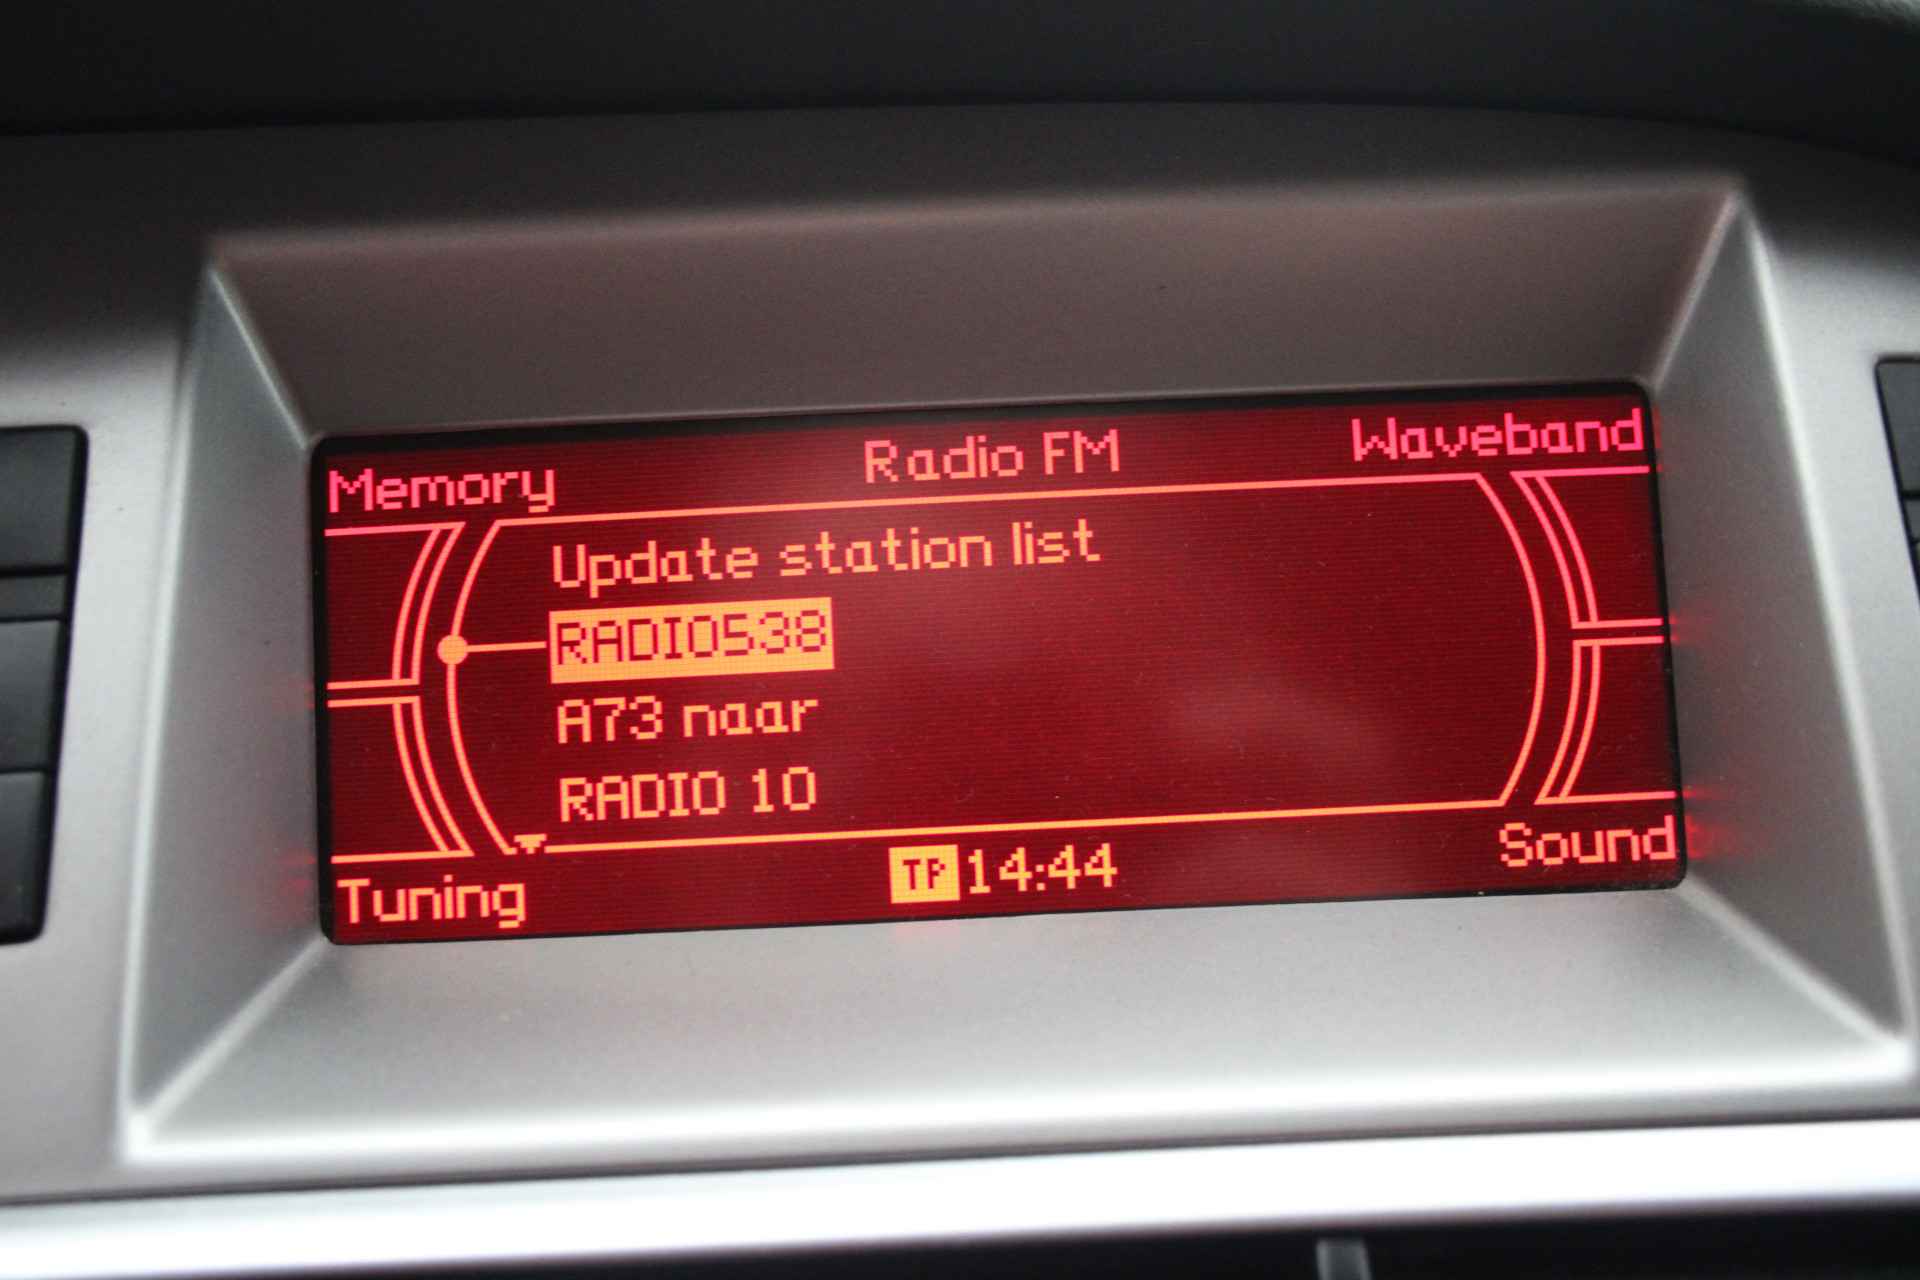 Memory
Radio FM
Waveband
Update station list
RADIO538
A73 naar
RADIO 10
Tuning
TP 14:44
Sound